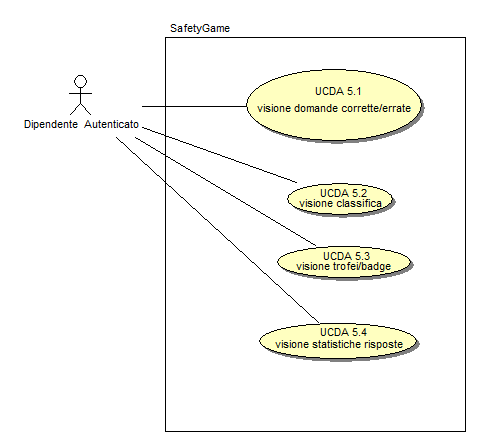 SafetyGame
UCDA 5.1
visione domande corrette/errate
Dipendente Autenticato
UCDA 5.2
visione classifica
UCDA 5.3
visione trofei/badge
UCDA 5.4
visione statistiche risposte